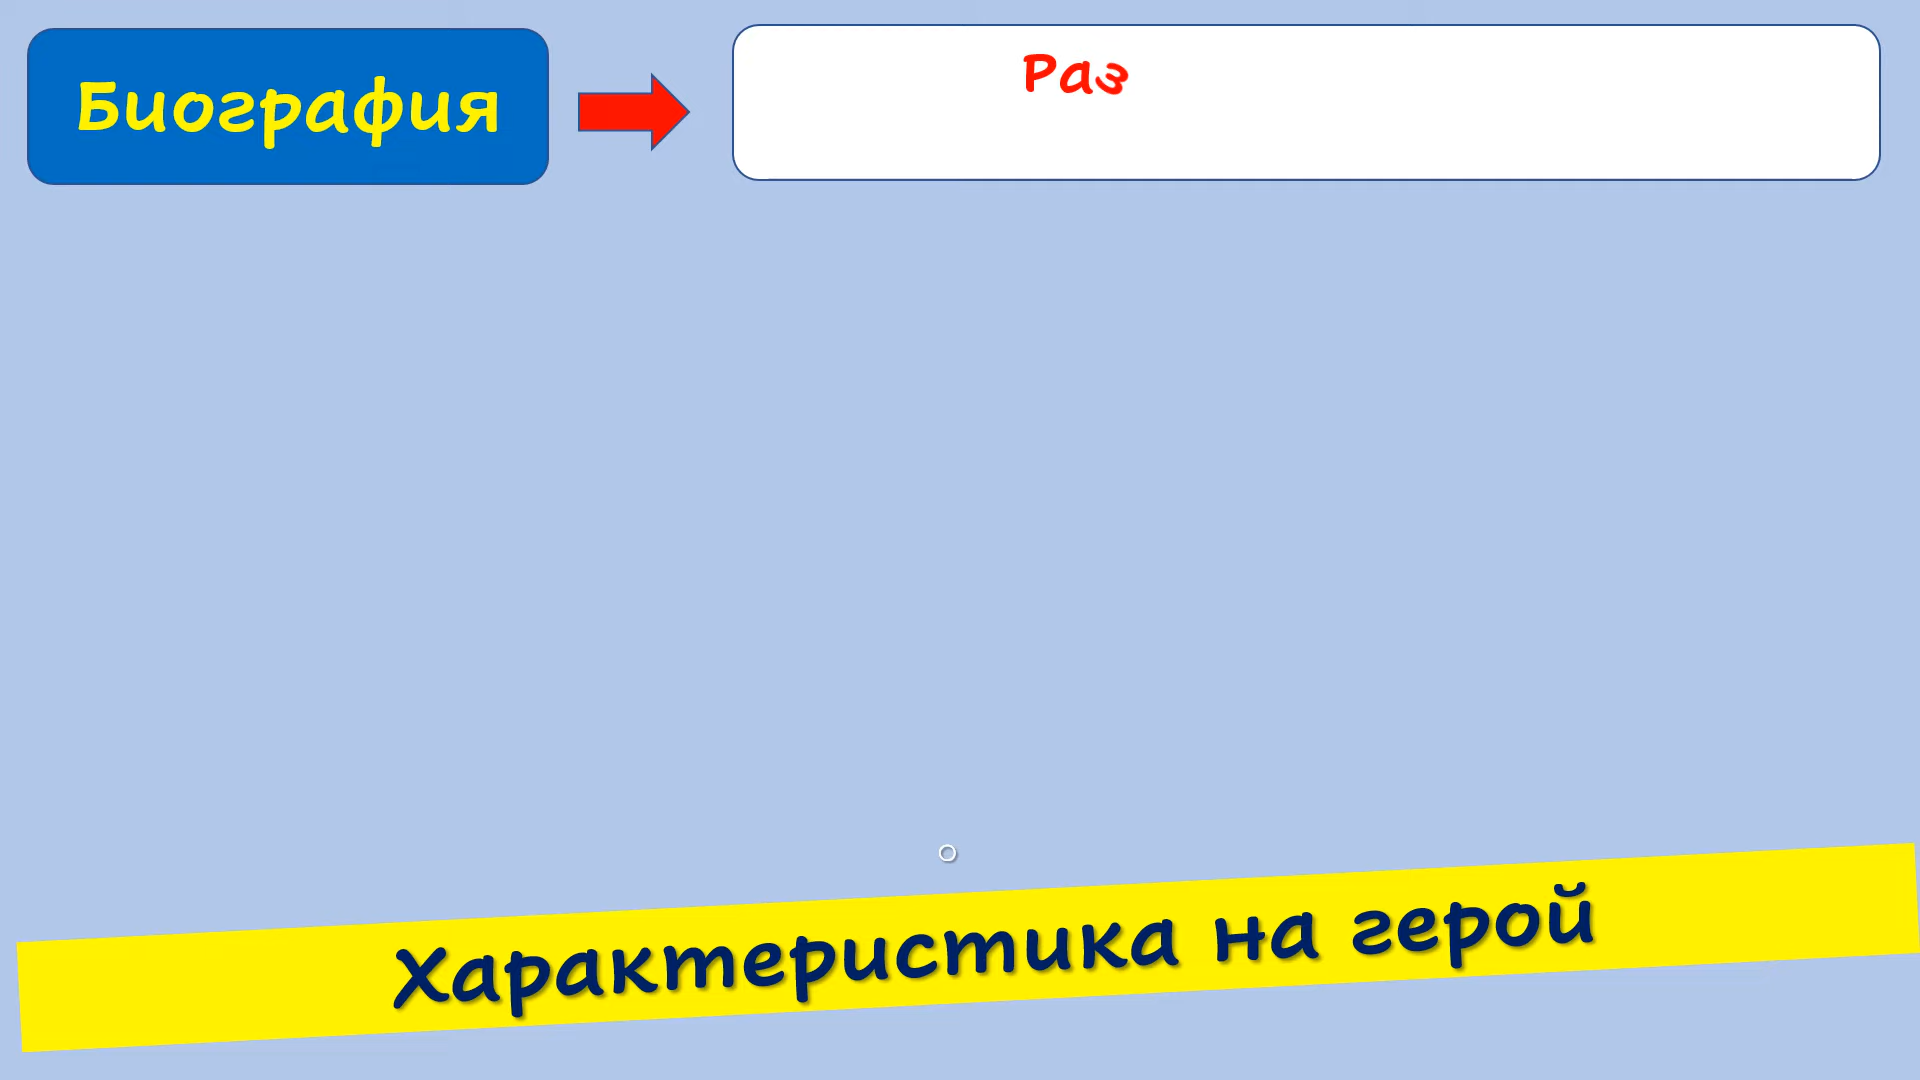 Биография
Раз
Характеристика на герой